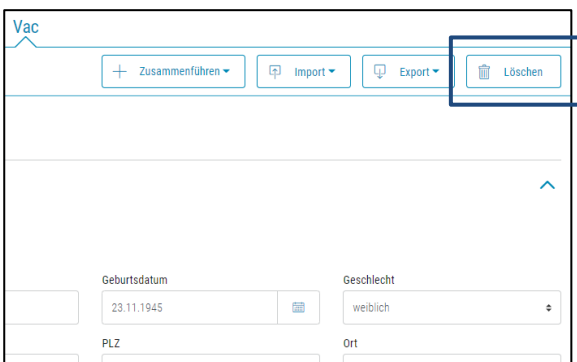 Vac
Zusammenführen Import Export Löschen
Geburtsdatum Geschlecht
23.11.1945 weiblich
PLZ Ort